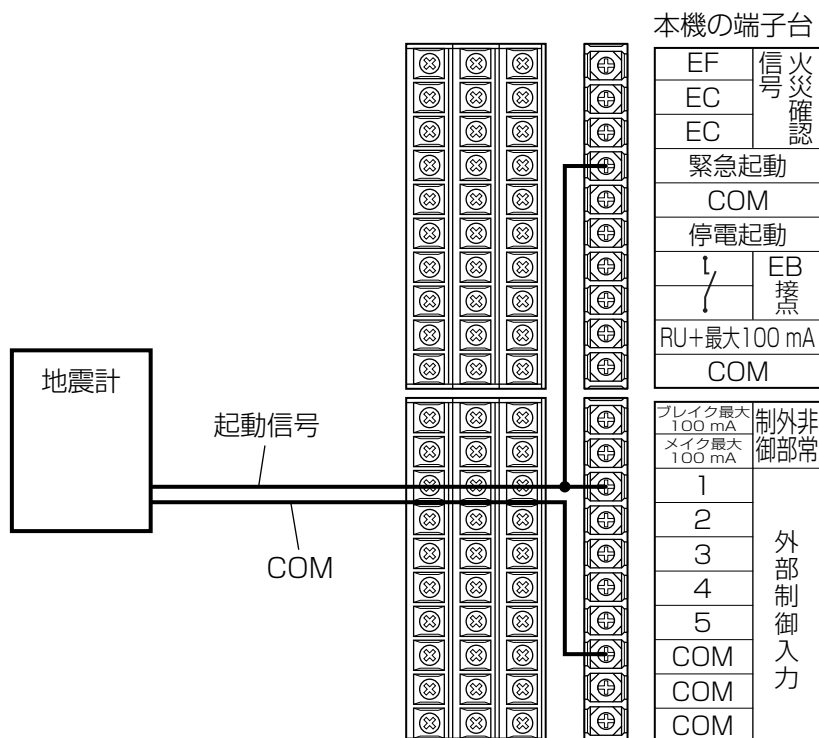 本機の端子台
EF
EC
EC
火災確認
信号
緊急起動
COM
停電起動
EB
接点
RU+最大100 mA
COM
地震計
起動信号
COM
ブレイク最大
100 mA
メイク最大
100 mA
非常
外部
制御
1
2
3
4
5
COM
COM
COM
外部制御入力